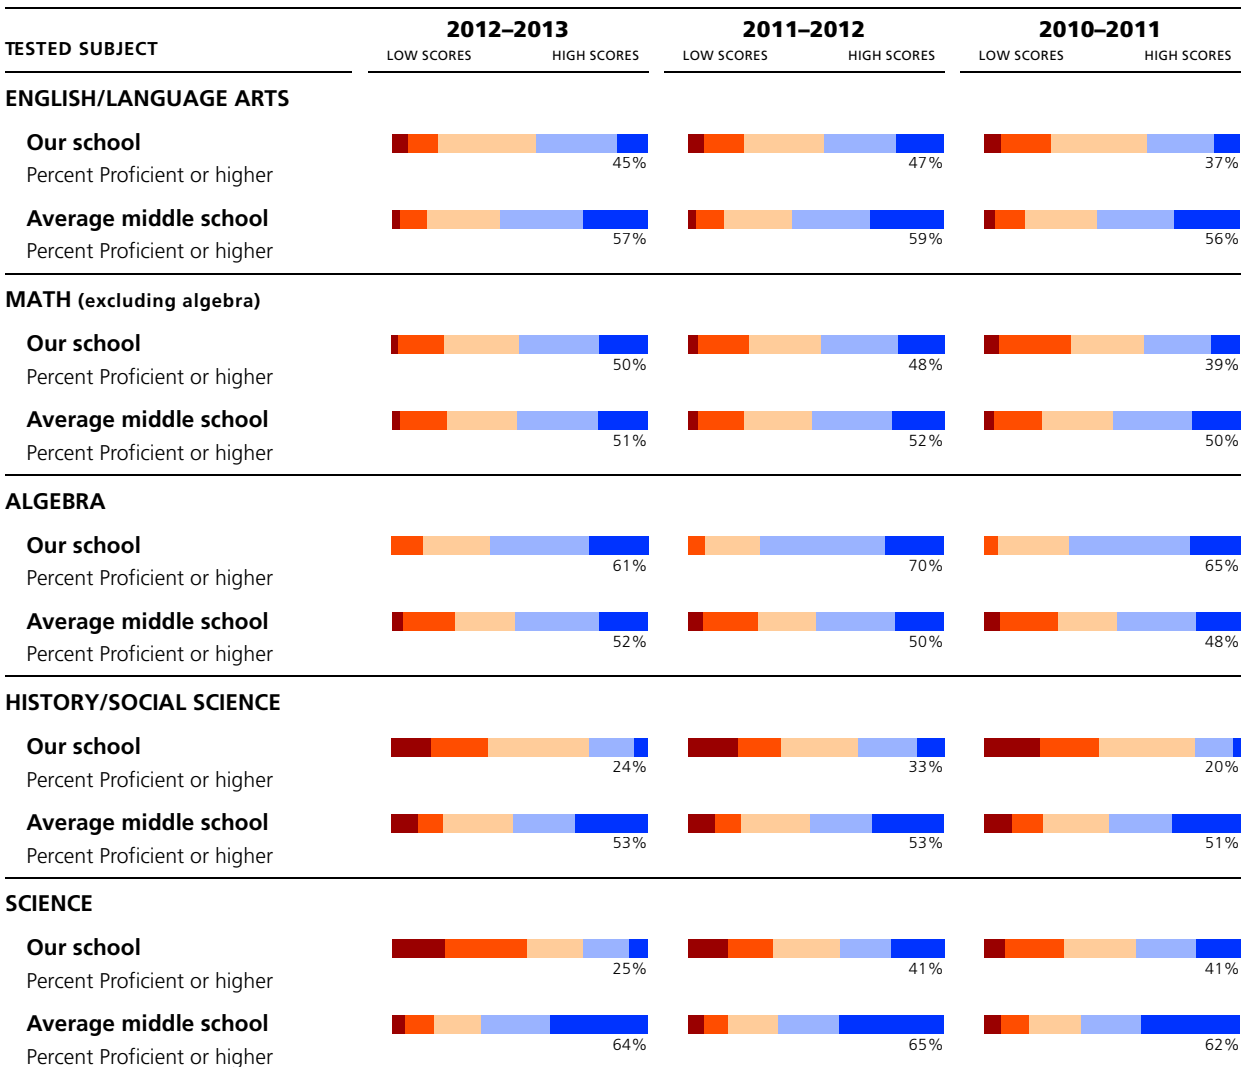 2012–2013 2011–2012 2010–2011
TESTED SUBJECT
LOW SCORES HIGH SCORES LOW SCORES HIGH SCORES LOW SCORES HIGH SCORES
ENGLISH/LANGUAGE ARTS
Our school
45% 47% 37%
Percent Proficient or higher
Average middle school
57% 59% 56%
Percent Proficient or higher
MATH (excluding algebra)
Our school
50% 48% 39%
Percent Proficient or higher
Average middle school
51% 52% 50%
Percent Proficient or higher
ALGEBRA
Our school
61% 70% 65%
Percent Proficient or higher
Average middle school
52% 50% 48%
Percent Proficient or higher
HISTORY/SOCIAL SCIENCE
Our school
24% 33% 20%
Percent Proficient or higher
Average middle school
53% 53% 51%
Percent Proficient or higher
SCIENCE
Our school
25% 41% 41%
Percent Proficient or higher
Average middle school
64% 65% 62%
Percent Proficient or higher